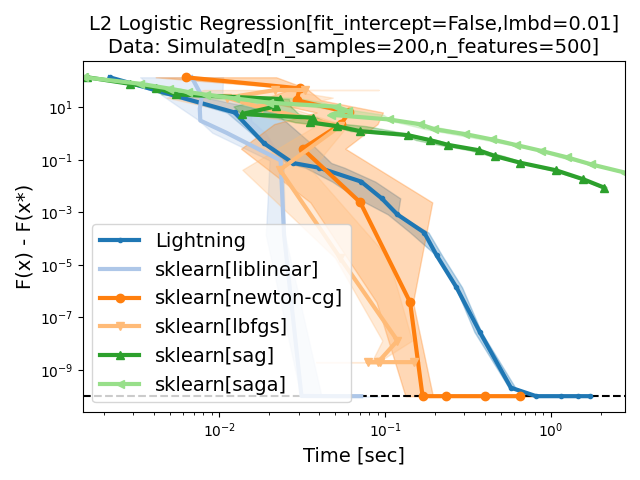 L2 Logistic Regression[fit_intercept=False,lmbd=0.01]
Data: Simulated[n_samples=200,n_features=500]
F(x) - F(x*)
10^1
10^-1
10^-3
10^-5
10^-7
10^-9
Lightning
sklearn[liblinear]
sklearn[newton-cg]
sklearn[lbfgs]
sklearn[sag]
sklearn[saga]
10^-2
10^-1
10^0
Time [sec]